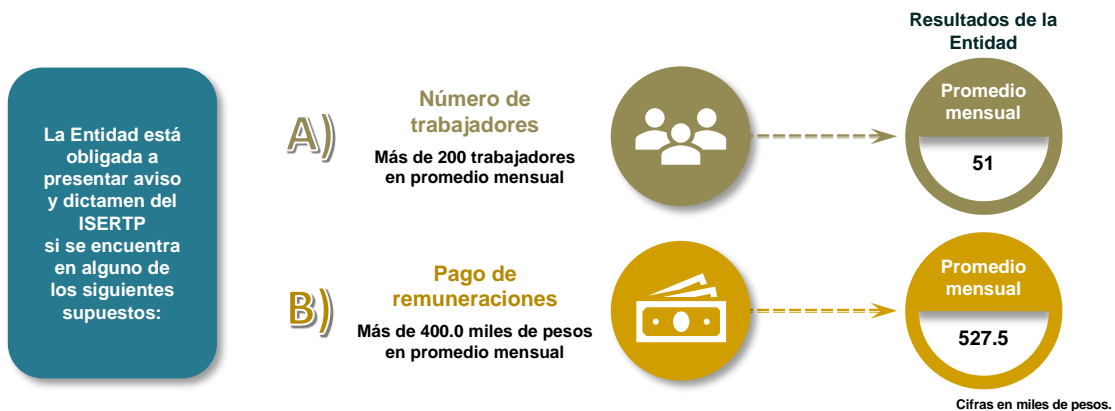 La Entidad está
obligada a
presentar aviso
y dictamen del
ISERTP
si se encuentra
en alguno de
los siguientes
supuestos:
A)
Número de
trabajadores
Más de 200 trabajadores
en promedio mensual
Resultados de la
Entidad
Promedio
mensual
51
B)
Pago de
remuneraciones
Más de 400.0 miles de pesos
en promedio mensual
Promedio
mensual
527.5
Cifras en miles de pesos.